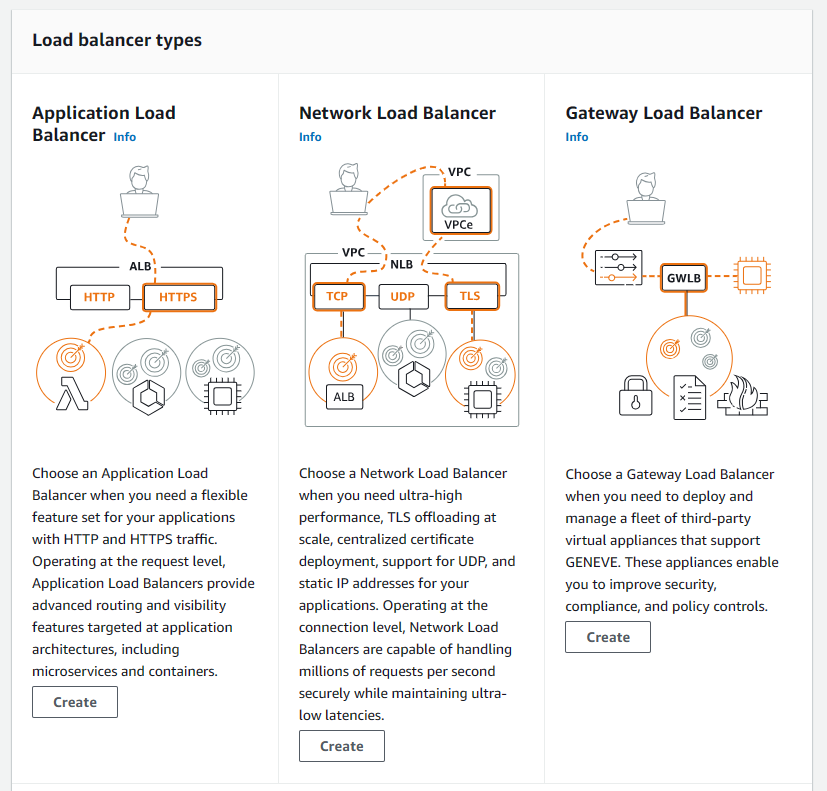 Load balancer types
Application Load
Balancer Info
ALB
HTTP
HTTPS
Choose an Application Load
Balancer when you need a flexible
feature set for your applications
with HTTP and HTTPS traffic.
Operating at the request level,
Application Load Balancers provide
advanced routing and visibility
features targeted at application
architectures, including
microservices and containers.
Create
Network Load Balancer
Info
VPC
VPCe
VPC
NLB
TCP
UDP
TLS
ALB
Choose a Network Load Balancer
when you need ultra-high
performance, TLS offloading at
scale, centralized certificate
deployment, support for UDP, and
static IP addresses for your
applications. Operating at the
connection level, Network Load
Balancers are capable of handling
millions of requests per second
securely while maintaining ultra-
low latencies.
Create
Gateway Load Balancer
Info
GWLB
Choose a Gateway Load Balancer
when you need to deploy and
manage a fleet of third-party
virtual appliances that support
GENEVE. These appliances enable
you to improve security,
compliance, and policy controls.
Create